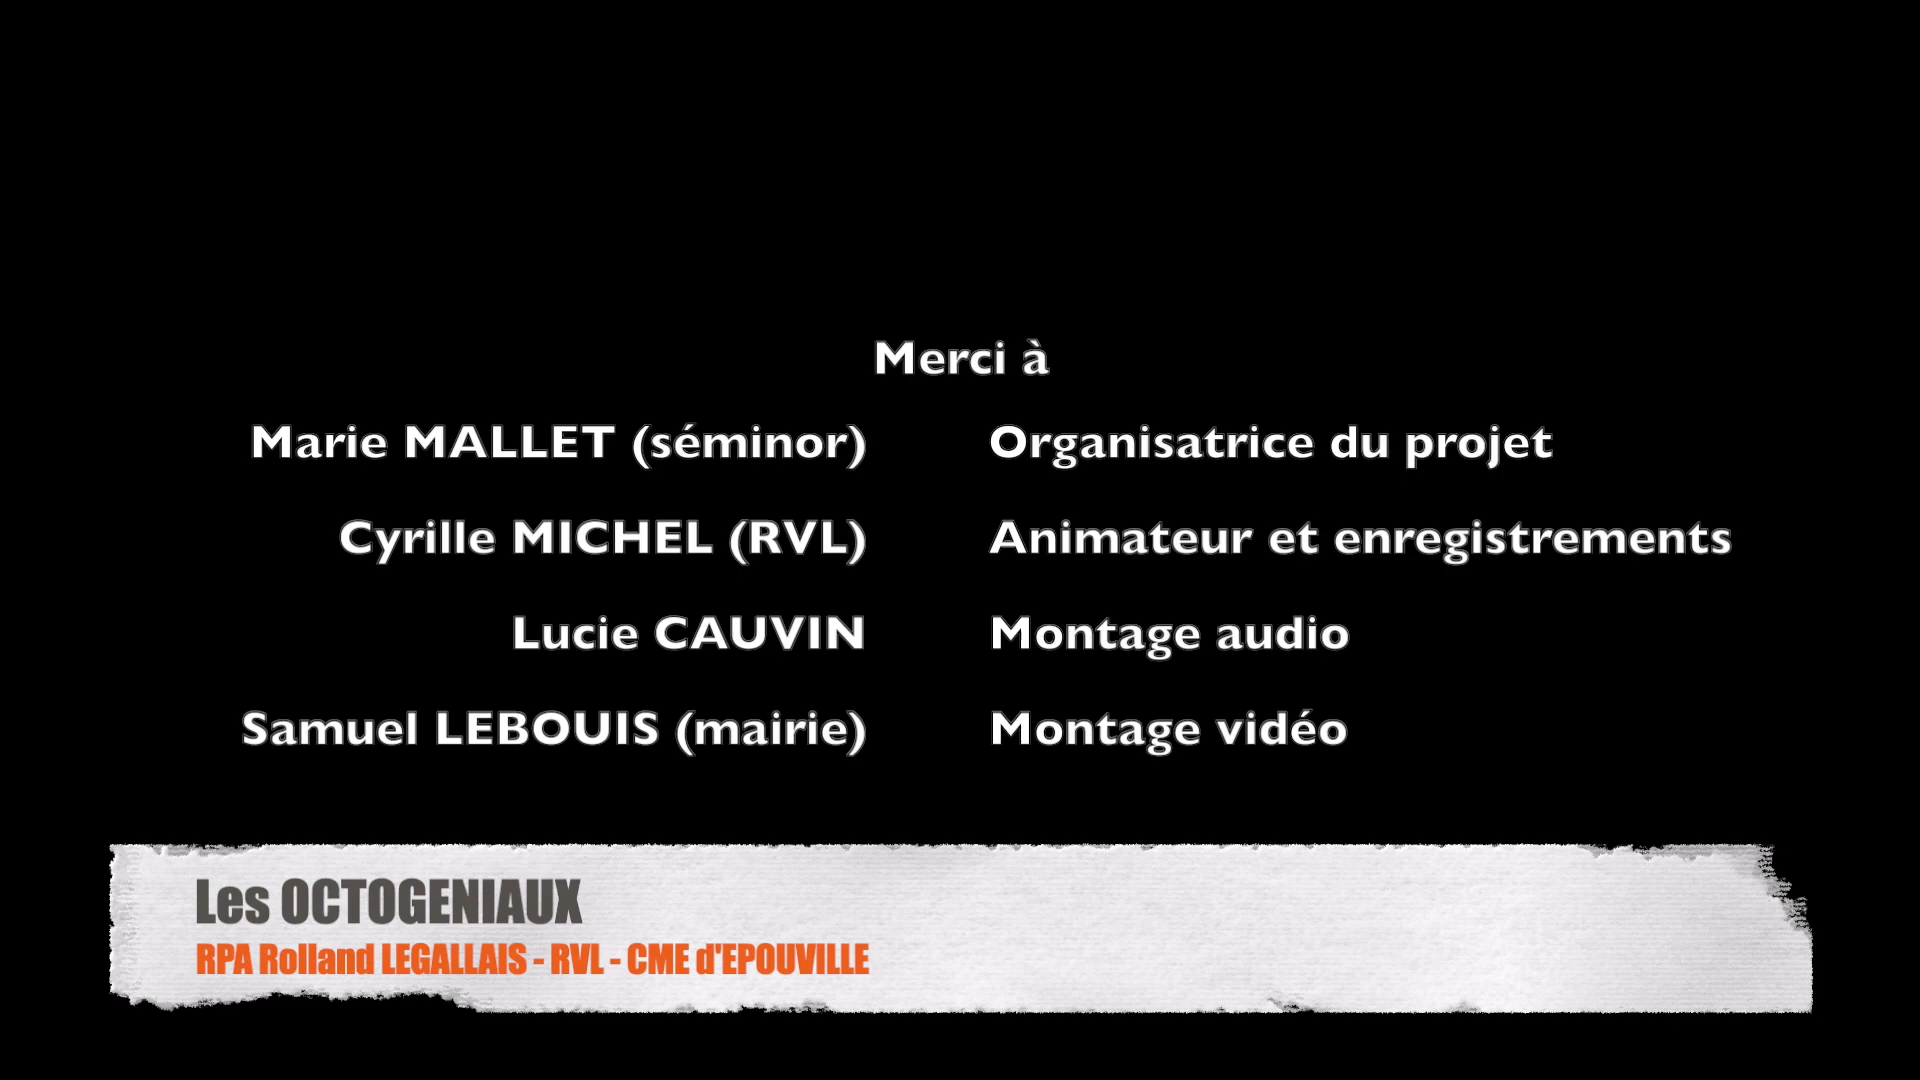 Merci à
Marie MALLET (séminor) Organisatrice du projet
Cyrille MICHEL (RVL) Animateur et enregistrements
Lucie CAUVIN Montage audio
Samuel LEBOUIS (mairie) Montage vidéo
Les OCTOGENIAUX
RPA Rolland LEGALLAIS - RVL - CME d'EPOUVILLE